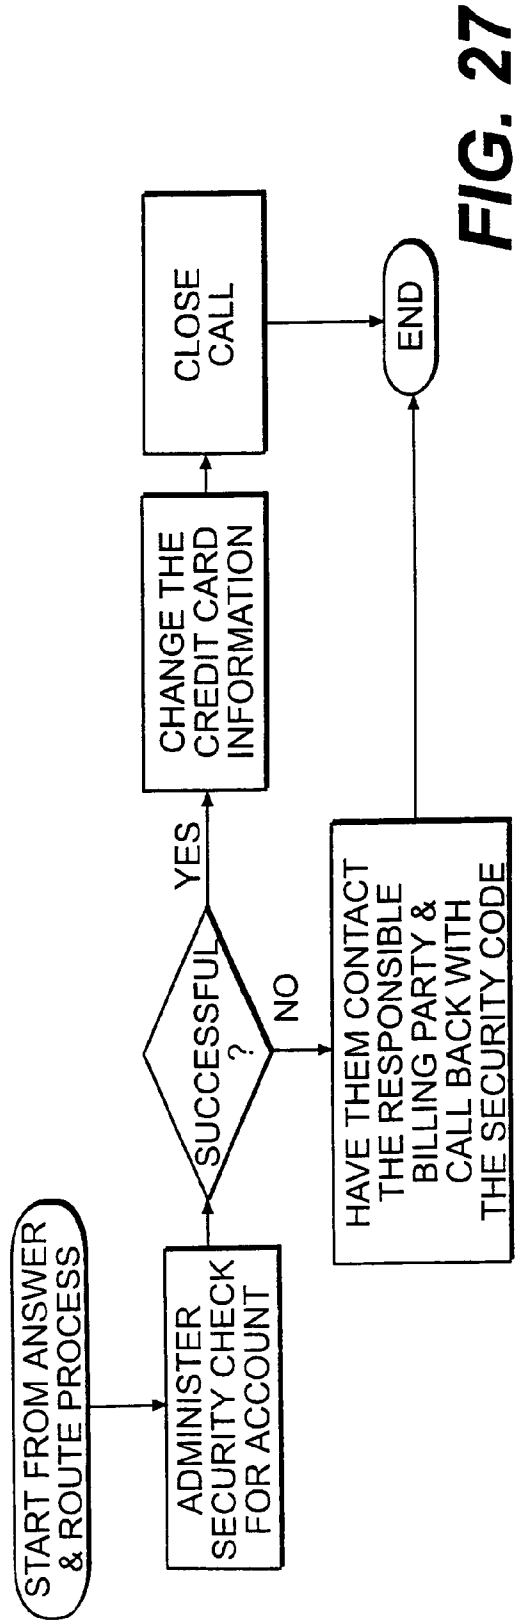 START FROM ANSWER
& ROUTE PROCESS
ADMINISTER
SECURITY CHECK
FOR ACCOUNT
SUCCESSFUL
?
YES
CHANGE THE
CREDIT CARD
INFORMATION
CLOSE
CALL
NO
HAVE THEM CONTACT
THE RESPONSIBLE
BILLING PARTY &
CALL BACK WITH
THE SECURITY CODE
END
FIG. 27